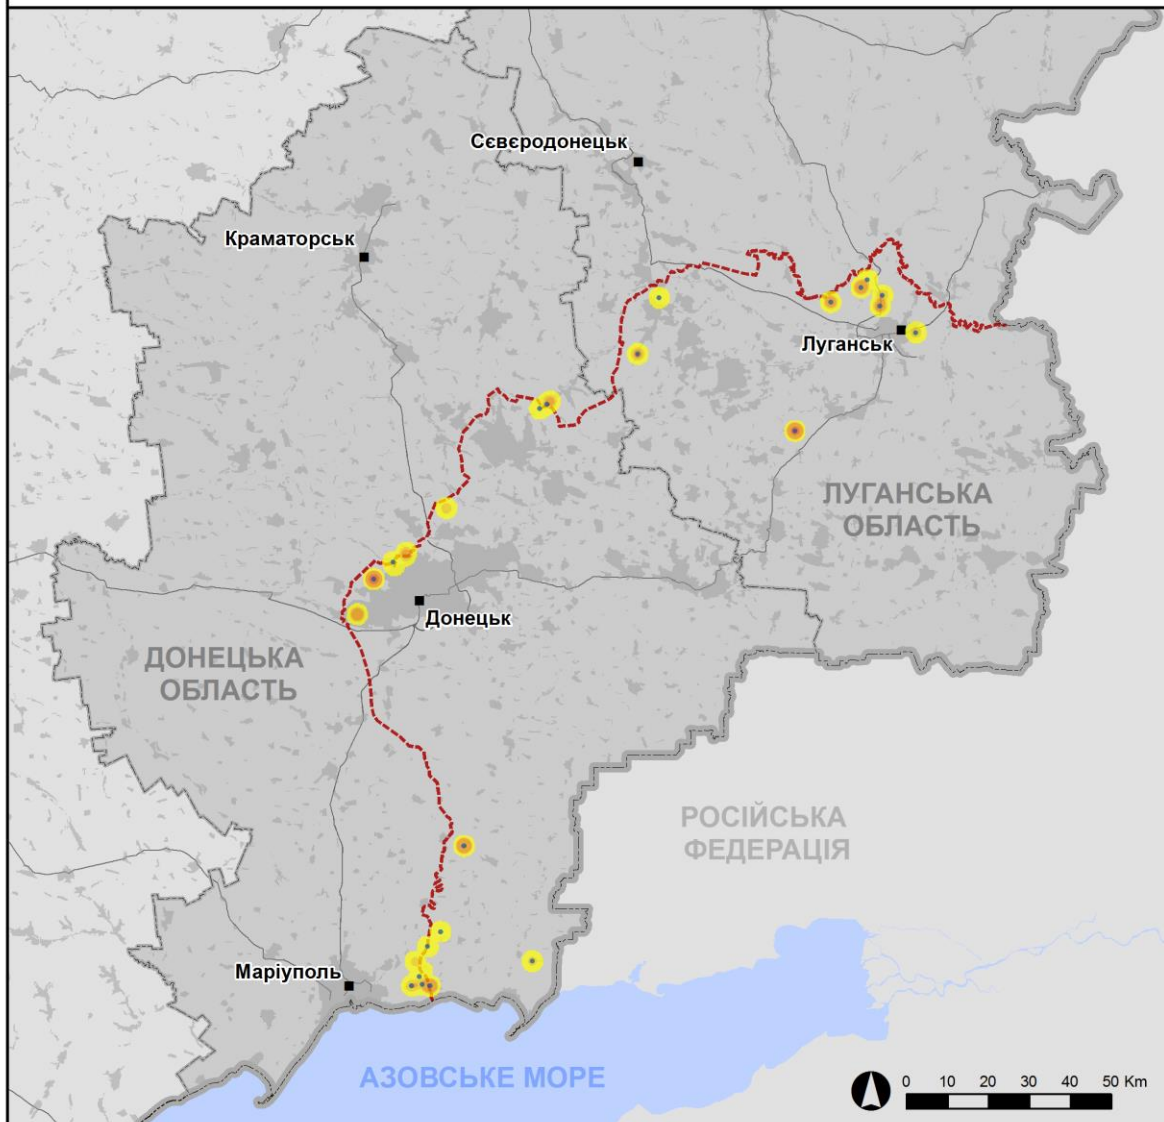 Сєвєродонецьк
Краматорськ
Луганськ
ЛУГАНСЬКА
ОБЛАСТЬ
Донецьк
ДОНЕЦЬКА
ОБЛАСТЬ
РОСІЙСЬКА
ФЕДЕРАЦІЯ
Маріуполь
АЗОВСЬКЕ МОРЕ
0 10 20 30 40 50 Km